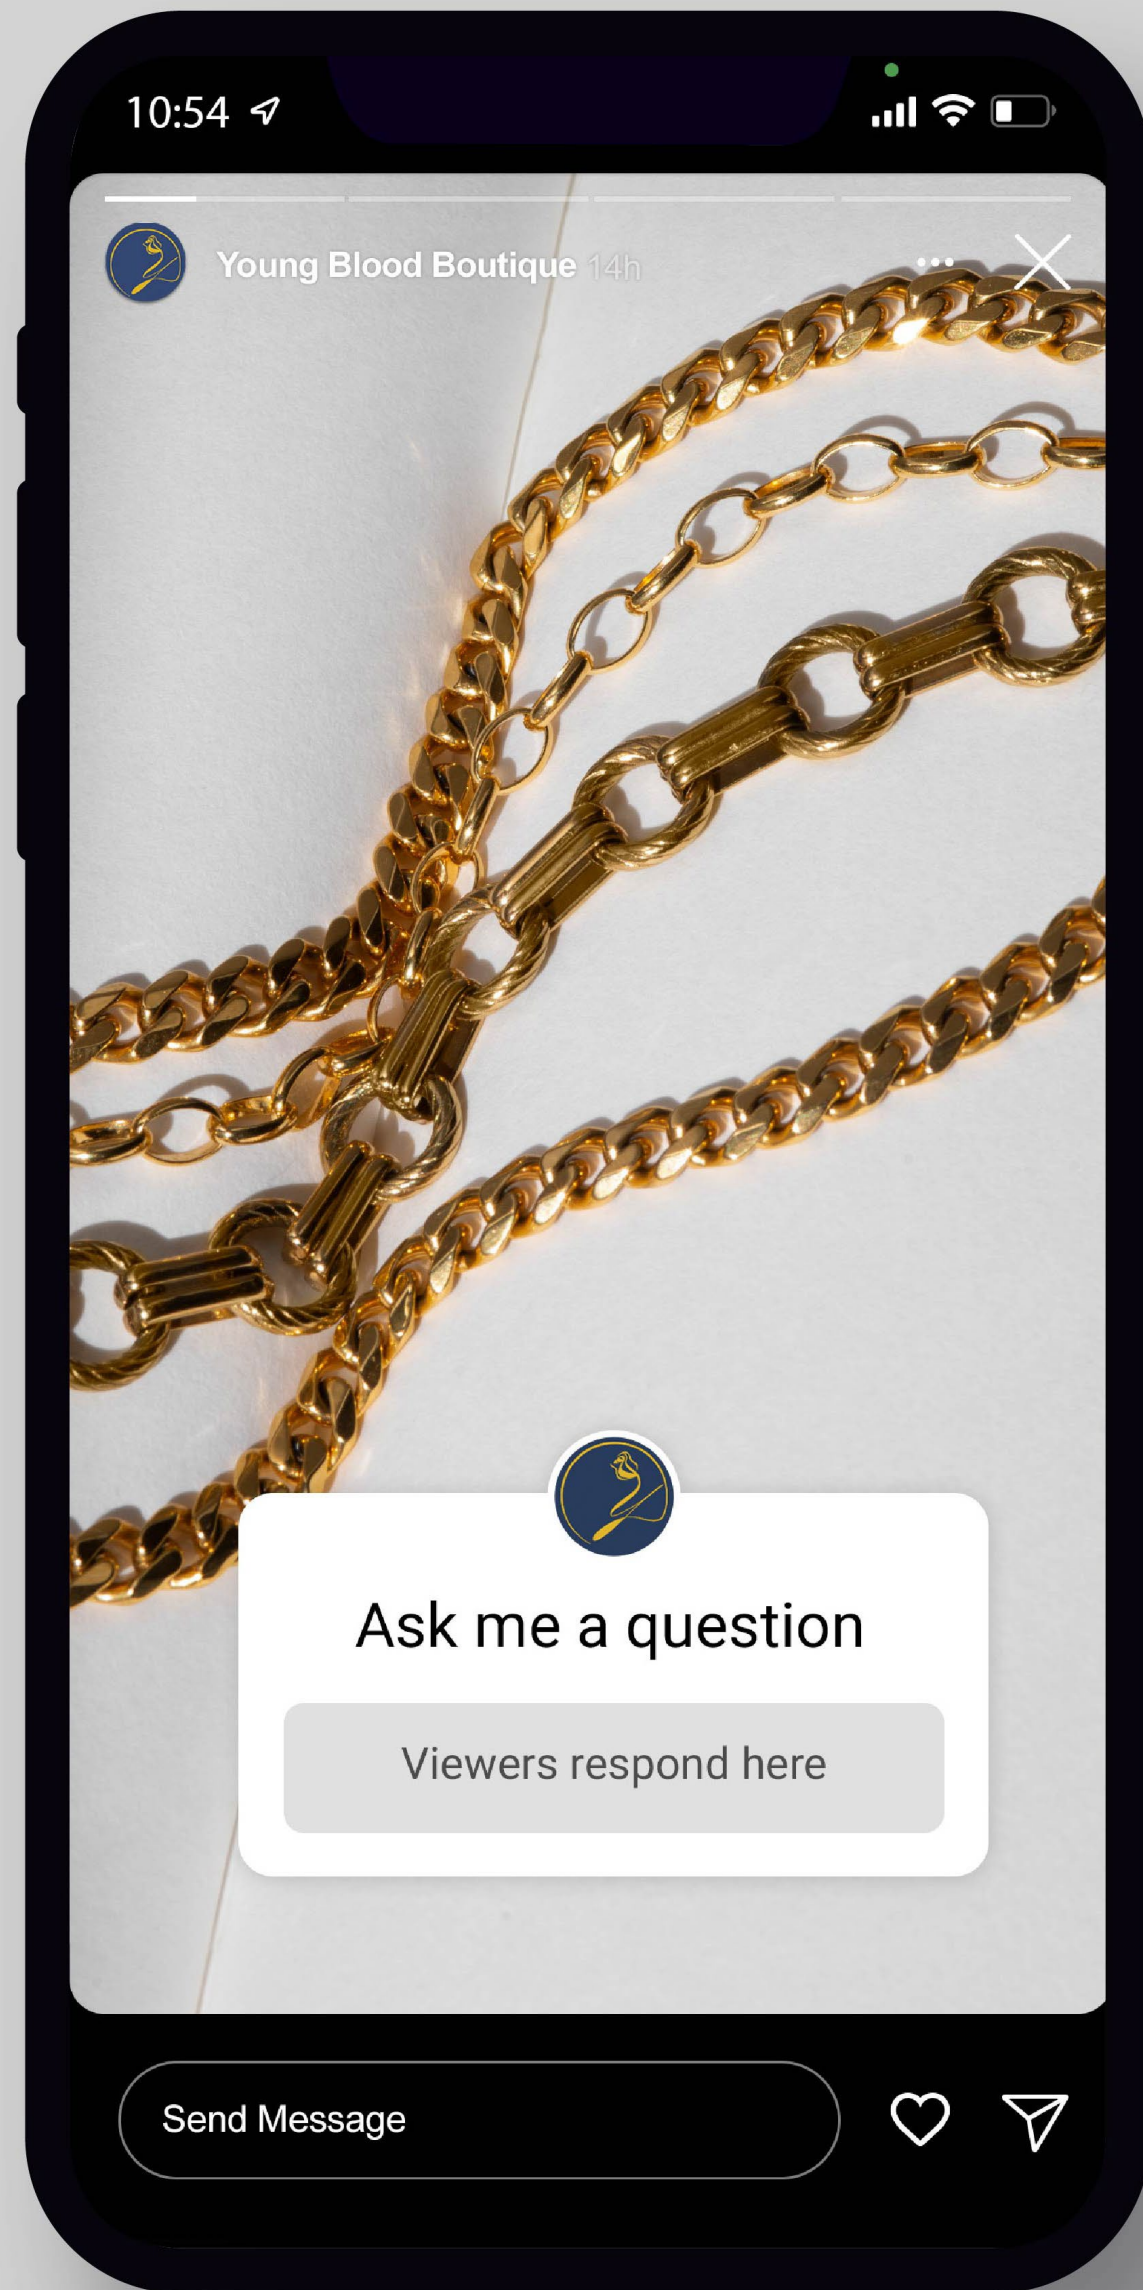 10:54
Young Blood Boutique 14h
Ask me a question
Viewers respond here
Send Message